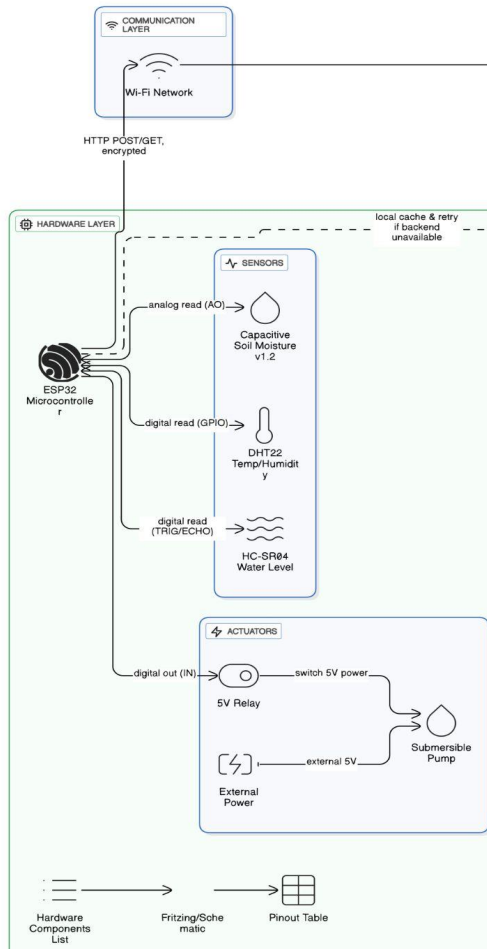 COMMUNICATION
LAYER
Wi-Fi Network
HTTP POST/GET,
encrypted
HARDWARE LAYER
local cache & retry
if backend
unavailable
SENSORS
analog read (AO)
Capacitive
Soil Moisture
v1.2
ESP32
Microcontrolle
r
digital read (GPIO)
DHT22
Temp/Humidit
y
digital read
(TRIG/ECHO)
HC-SR04
Water Level
ACTUATORS
digital out (IN)
switch 5V power
5V Relay
Submersible
Pump
external 5V
External
Power
Hardware
Components
List
Fritzing/Sche
matic
Pinout Table